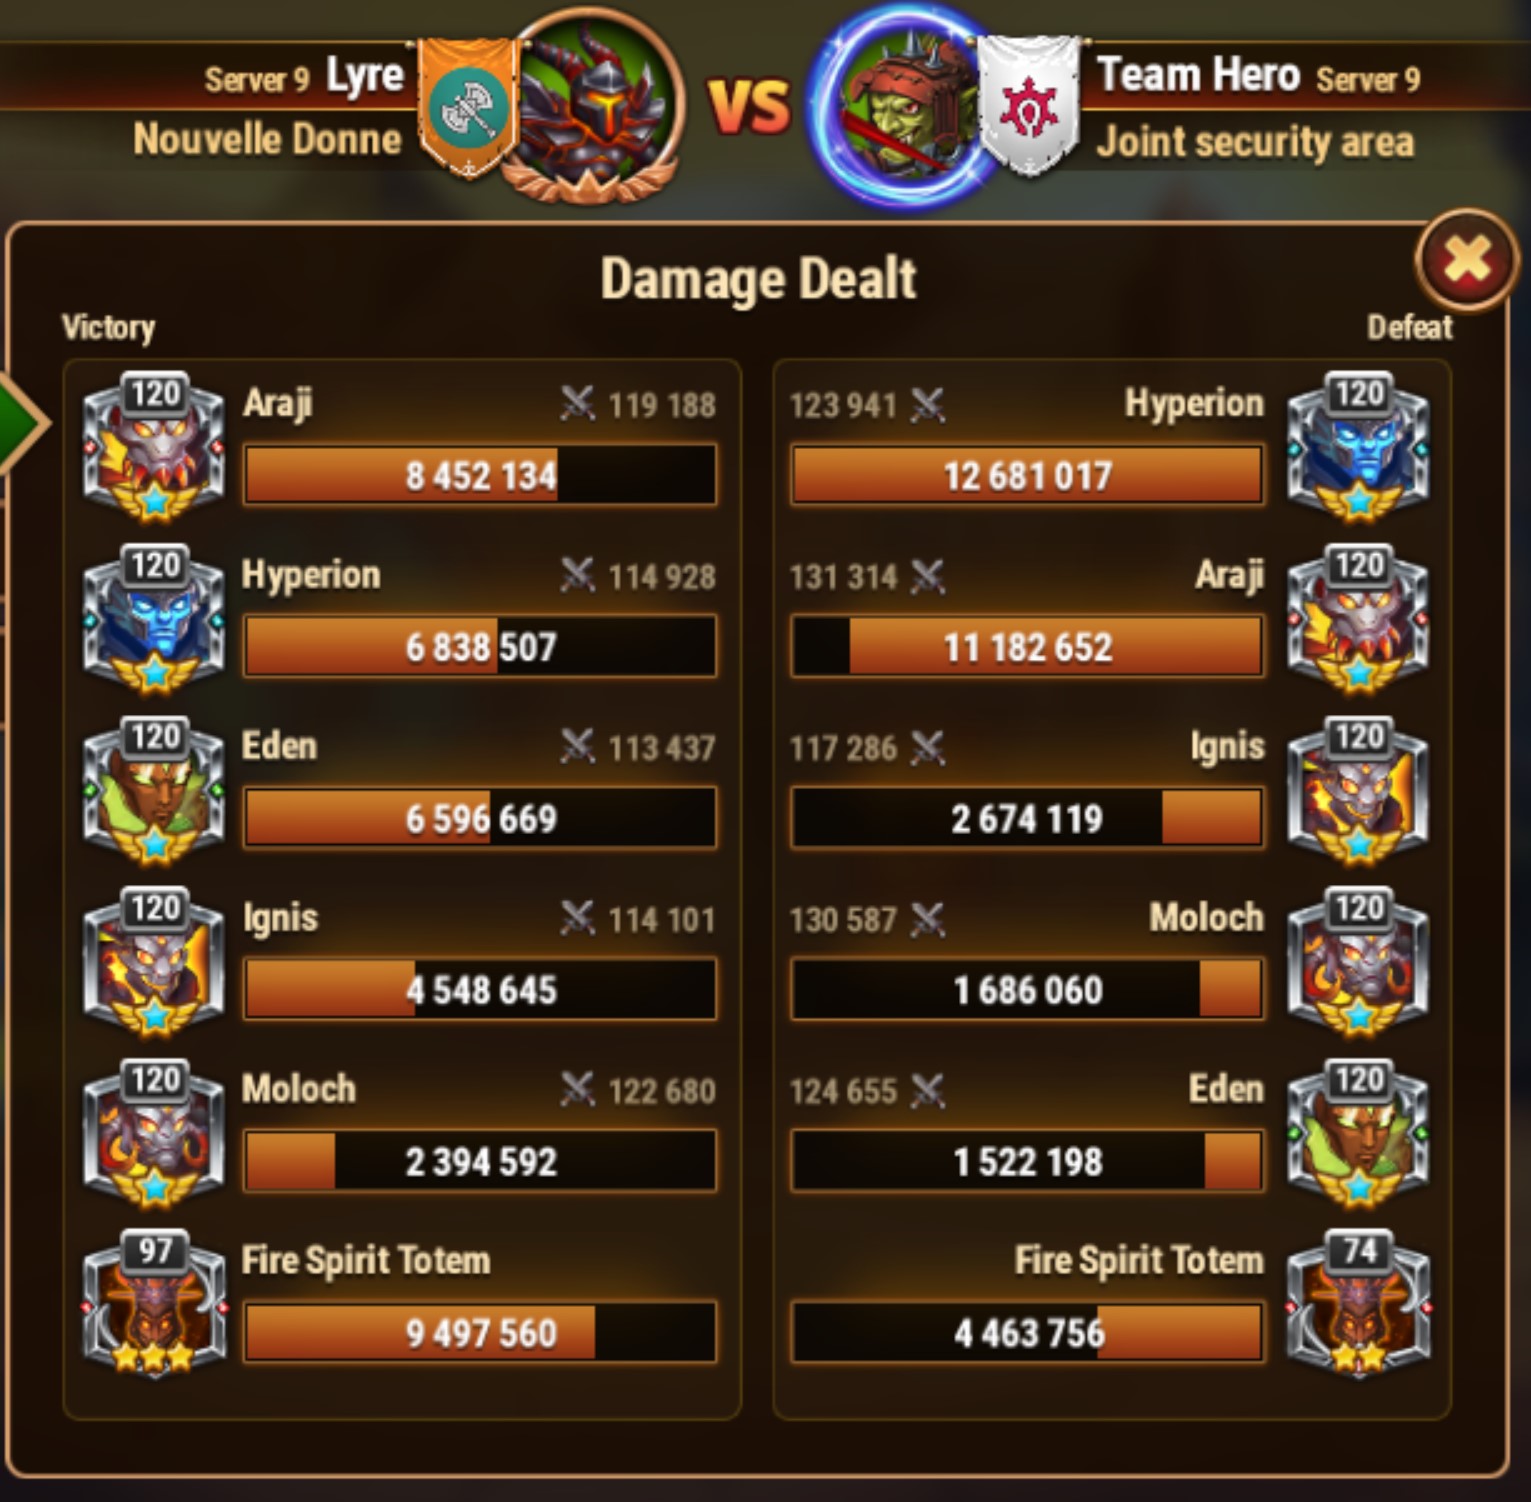 Server 9 Lyre
Nouvelle Donne
VS
Team Hero Server 9
Joint security area
Damage Dealt
Victory
Defeat
120 Araji 119 188
8 452 134
120 Hyperion 114 928
6 838 507
120 Eden 113 437
6 596 669
120 Ignis 114 101
4 548 645
120 Moloch 122 680
2 394 592
97 Fire Spirit Totem
9 497 560
123 941 Hyperion 120
12 681 017
131 314 Araji 120
11 182 652
117 286 Ignis 120
2 674 119
130 587 Moloch 120
1 686 060
124 655 Eden 120
1 522 198
Fire Spirit Totem 74
4 463 756